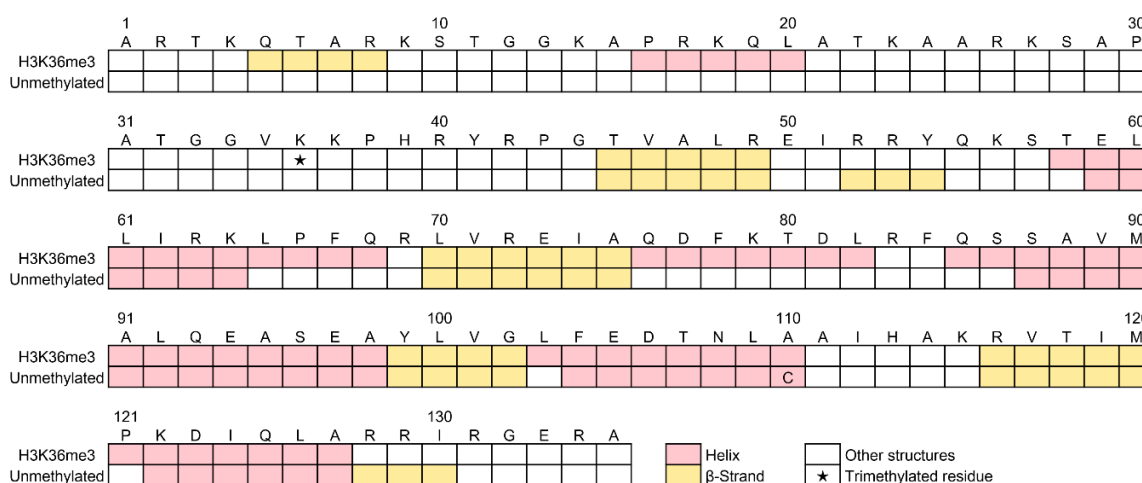 1 10 20 30
A R T K Q T A R K S T G G K A P R K Q L A T K A A R K S A P
H3K36me3
Unmethylated
31 40 50 60
A T G G V K K P H R Y R P G T V A L R E I R R Y Q K S T E L
H3K36me3 ★
Unmethylated
61 70 80 90
L I R K L P F Q R L V R E I A Q D F K T D L R F Q S S A V M
H3K36me3
Unmethylated
91 100 110 120
A L Q E A S E A Y L V G L F E D T N L A A I H A K R V T I M
H3K36me3
Unmethylated C
121 130
P K D I Q L A R R I R G E R A
H3K36me3 Helix Other structures
Unmethylated β-Strand ★ Trimethylated residue